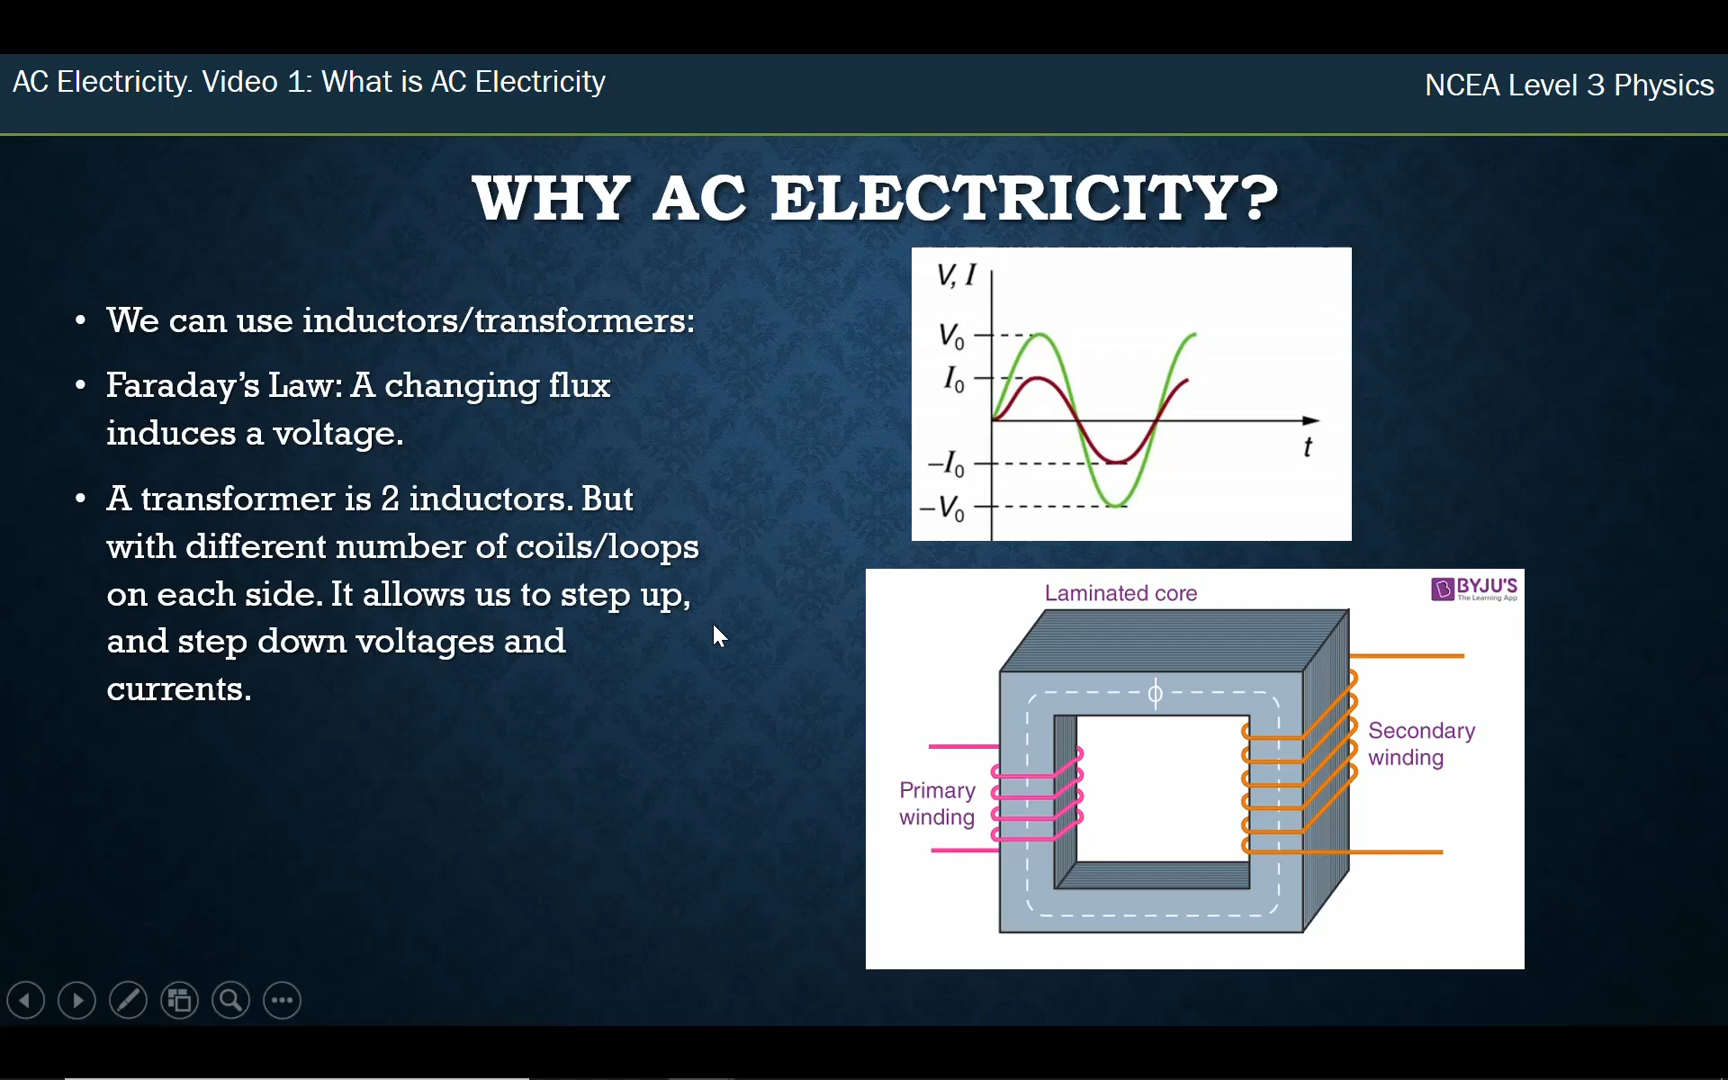 AC Electricity. Video 1: What is AC Electricity
NCEA Level 3 Physics
WHY AC ELECTRICITY?
• We can use inductors/transformers:
• Faraday’s Law: A changing flux
induces a voltage.
• A transformer is 2 inductors. But
with different number of coils/loops
on each side. It allows us to step up,
and step down voltages and
currents.
V, I
V₀
I₀
−I₀
−V₀
t
Laminated core
BYJU'S
The Learning App
ϕ
Primary
winding
Secondary
winding